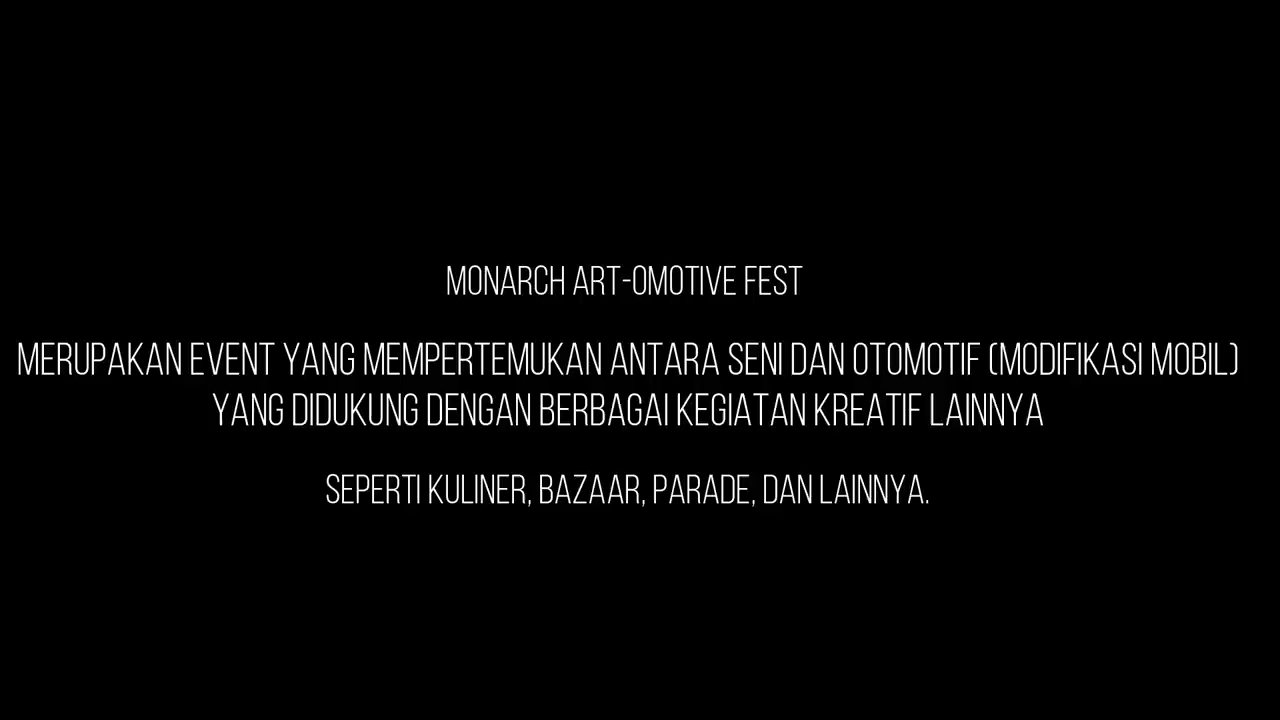 MONARCH ART-OMOTIVE FEST
MERUPAKAN EVENT YANG MEMPERTEMUKAN ANTARA SENI DAN OTOMOTIF (MODIFIKASI MOBIL)
YANG DIDUKUNG DENGAN BERBAGAI KEGIATAN KREATIF LAINNYA
SEPERTI KULINER, BAZAAR, PARADE, DAN LAINNYA.